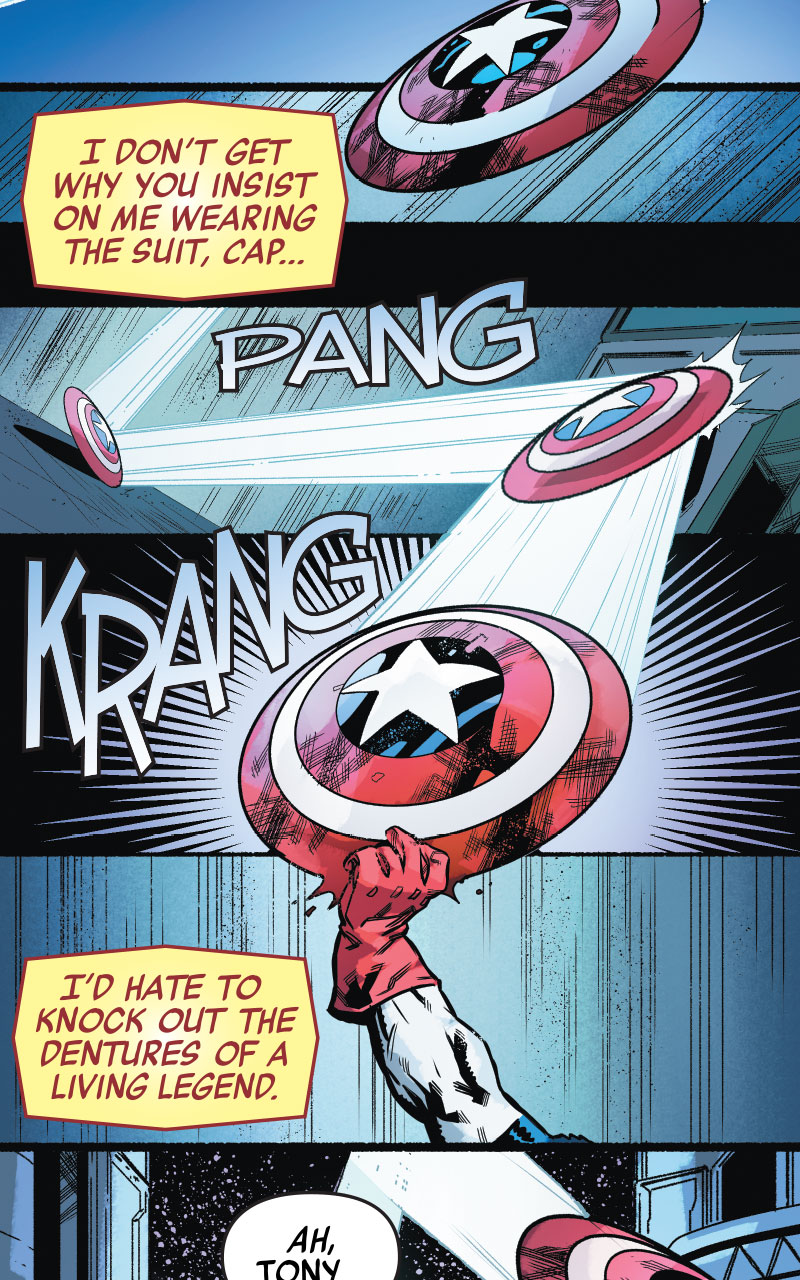 I DON'T GET
WHY YOU INSIST
ON ME WEARING
THE SUIT, CAP...
PANG
KRANG
I'D HATE TO
KNOCK OUT THE
DENTURES OF A
LIVING LEGEND.
AH,
TONY